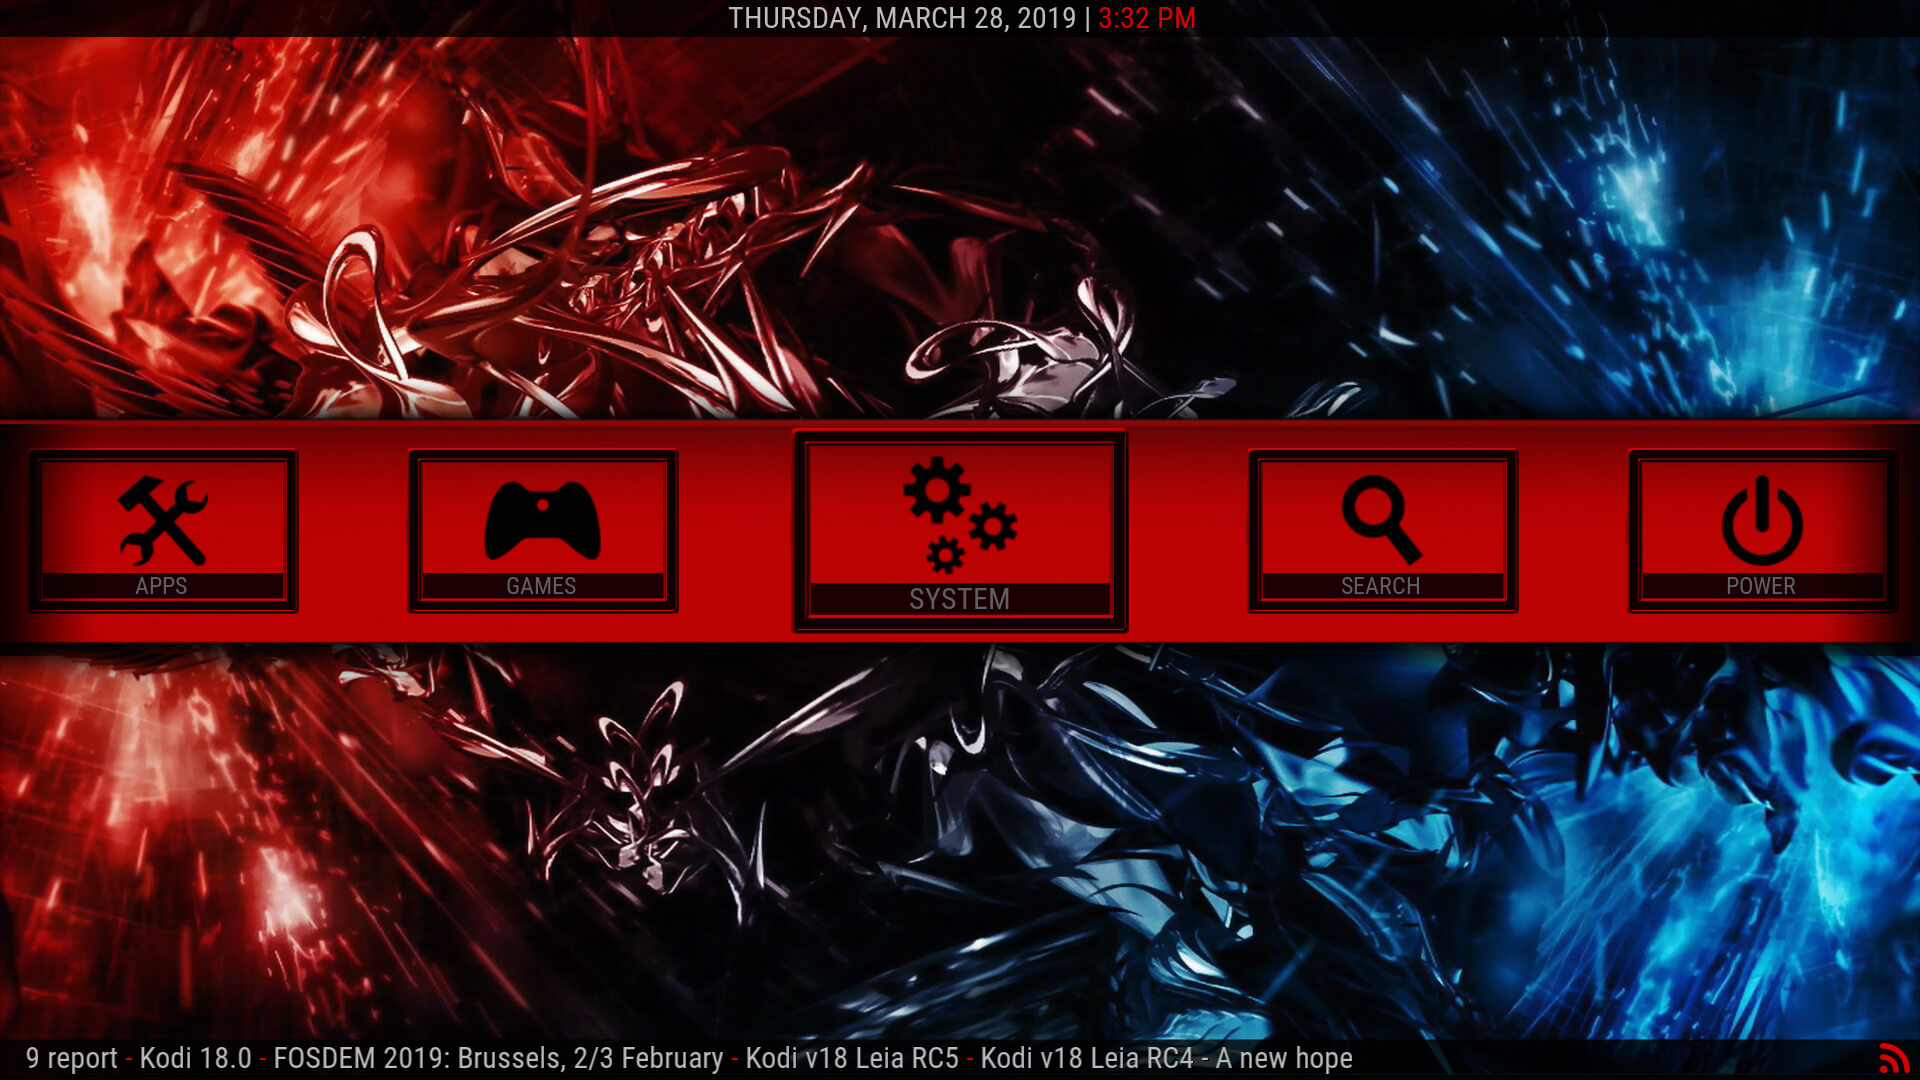 THURSDAY, MARCH 28, 2019 | 3:32 PM
APPS
GAMES
SYSTEM
SEARCH
POWER
9 report - Kodi 18.0 - FOSDEM 2019: Brussels, 2/3 February - Kodi v18 Leia RC5 - Kodi v18 Leia RC4 - A new hope